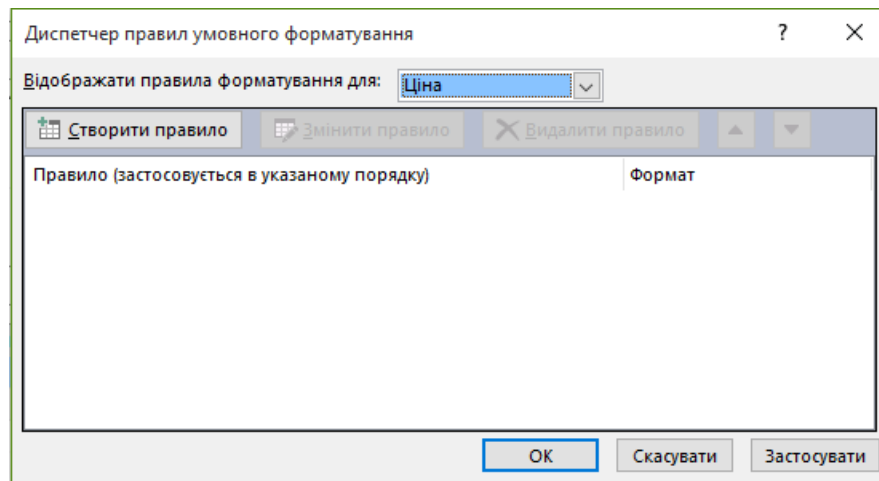 Диспетчер правил умовного форматування ?
Відображати правила форматування для: Ціна
Створити правило Змінити правило Видалити правило
Правило (застосовується в указаному порядку) Формат
ОК Скасувати Застосувати